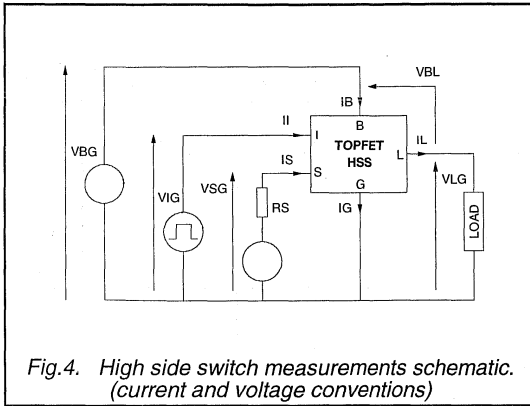 VBL
IB
II
B
IL
VBG
I
TOPFET
HSS
L
IS
S
VIG
VSG
G
VLG
RS
IG
LOAD
Fig.4. High side switch measurements schematic.
(current and voltage conventions)